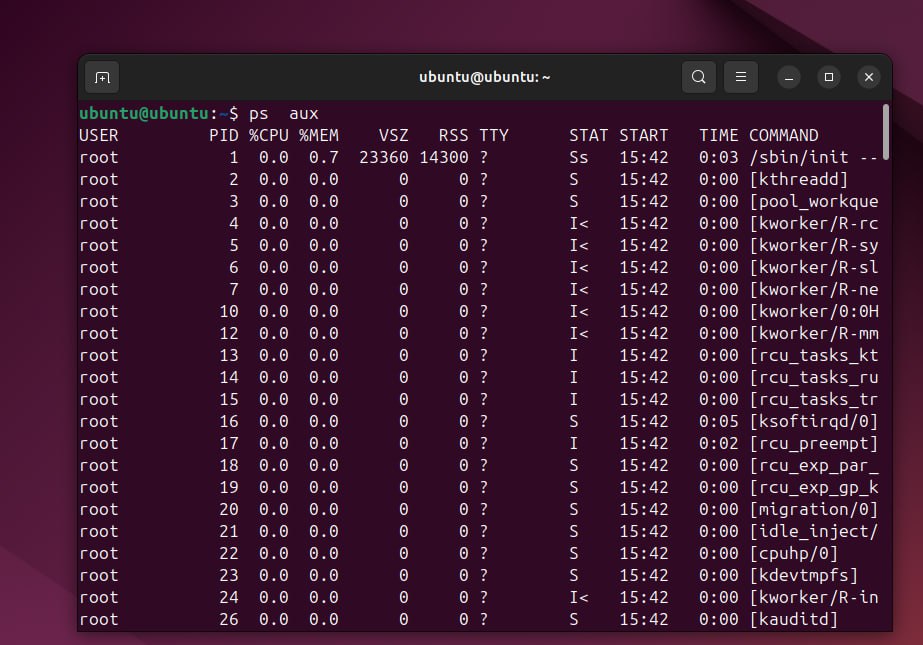 ubuntu@ubuntu: ~
ubuntu@ubuntu:~$ ps  aux
USER         PID %CPU %MEM    VSZ   RSS TTY      STAT START   TIME COMMAND
root           1  0.0  0.7  23360 14300 ?        Ss   15:42   0:03 /sbin/init --
root           2  0.0  0.0      0     0 ?        S    15:42   0:00 [kthreadd]
root           3  0.0  0.0      0     0 ?        S    15:42   0:00 [pool_workque
root           4  0.0  0.0      0     0 ?        I<   15:42   0:00 [kworker/R-rc
root           5  0.0  0.0      0     0 ?        I<   15:42   0:00 [kworker/R-sy
root           6  0.0  0.0      0     0 ?        I<   15:42   0:00 [kworker/R-sl
root           7  0.0  0.0      0     0 ?        I<   15:42   0:00 [kworker/R-ne
root          10  0.0  0.0      0     0 ?        I<   15:42   0:00 [kworker/0:0H
root          12  0.0  0.0      0     0 ?        I<   15:42   0:00 [kworker/R-mm
root          13  0.0  0.0      0     0 ?        I    15:42   0:00 [rcu_tasks_kt
root          14  0.0  0.0      0     0 ?        I    15:42   0:00 [rcu_tasks_ru
root          15  0.0  0.0      0     0 ?        I    15:42   0:00 [rcu_tasks_tr
root          16  0.0  0.0      0     0 ?        S    15:42   0:05 [ksoftirqd/0]
root          17  0.0  0.0      0     0 ?        I    15:42   0:02 [rcu_preempt]
root          18  0.0  0.0      0     0 ?        S    15:42   0:00 [rcu_exp_par_
root          19  0.0  0.0      0     0 ?        S    15:42   0:00 [rcu_exp_gp_k
root          20  0.0  0.0      0     0 ?        S    15:42   0:00 [migration/0]
root          21  0.0  0.0      0     0 ?        S    15:42   0:00 [idle_inject/
root          22  0.0  0.0      0     0 ?        S    15:42   0:00 [cpuhp/0]
root          23  0.0  0.0      0     0 ?        S    15:42   0:00 [kdevtmpfs]
root          24  0.0  0.0      0     0 ?        I<   15:42   0:00 [kworker/R-in
root          26  0.0  0.0      0     0 ?        S    15:42   0:00 [kauditd]